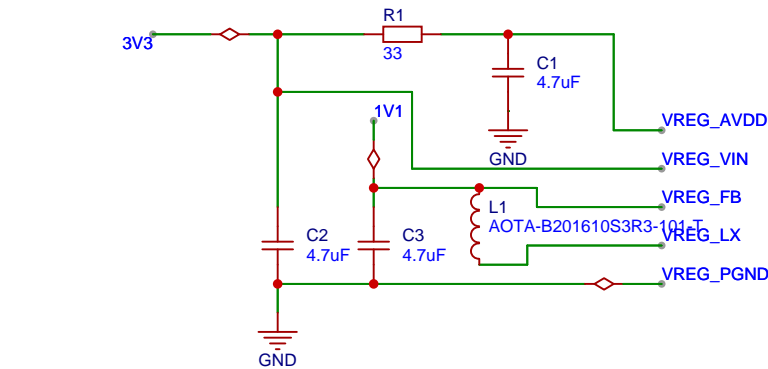 R1
3V3
33
C1
4.7uF
1V1
VREG_AVDD
GND
VREG_VIN
VREG_FB
L1
AOTA-B201610S3R3-101-T
VREG_LX
C2
4.7uF
C3
4.7uF
VREG_PGND
GND